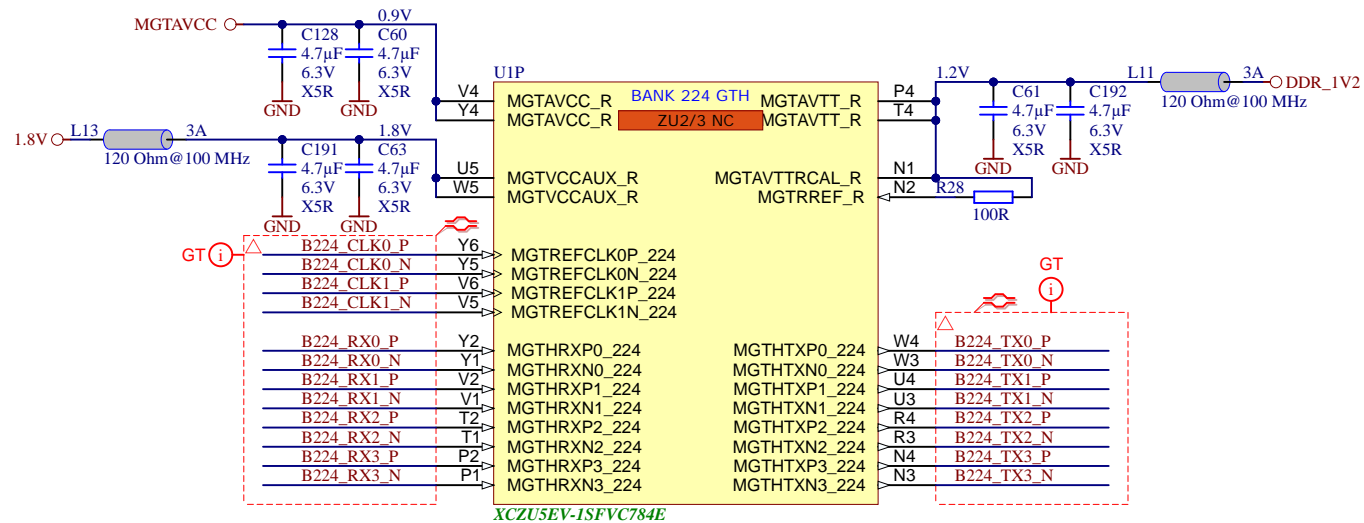 MGTAVCC
0.9V
C128
4.7µF
6.3V
X5R
GND
C60
4.7µF
6.3V
X5R
GND
1.8V
L13
3A
120 Ohm@100 MHz
1.8V
C191
4.7µF
6.3V
X5R
GND
C63
4.7µF
6.3V
X5R
GND
U1P
BANK 224 GTH
ZU2/3 NC
V4 MGTAVCC_R
Y4 MGTAVCC_R
U5 MGTVCCAUX_R
W5 MGTVCCAUX_R
MGTAVTT_R P4
MGTAVTT_R T4
MGTAVTTRCAL_R N1
MGTRREF_R N2
R28
100R
1.2V
C61
4.7µF
6.3V
X5R
GND
C192
4.7µF
6.3V
X5R
GND
L11
3A
120 Ohm@100 MHz
DDR_1V2
GT
i
B224_CLK0_P Y6 MGTREFCLK0P_224
B224_CLK0_N Y5 MGTREFCLK0N_224
B224_CLK1_P V6 MGTREFCLK1P_224
B224_CLK1_N V5 MGTREFCLK1N_224
B224_RX0_P Y2 MGTHRXP0_224
B224_RX0_N Y1 MGTHRXN0_224
B224_RX1_P V2 MGTHRXP1_224
B224_RX1_N V1 MGTHRXN1_224
B224_RX2_P T2 MGTHRXP2_224
B224_RX2_N T1 MGTHRXN2_224
B224_RX3_P P2 MGTHRXP3_224
B224_RX3_N P1 MGTHRXN3_224
GT
i
MGTHTXP0_224 W4 B224_TX0_P
MGTHTXN0_224 W3 B224_TX0_N
MGTHTXP1_224 U4 B224_TX1_P
MGTHTXN1_224 U3 B224_TX1_N
MGTHTXP2_224 R4 B224_TX2_P
MGTHTXN2_224 R3 B224_TX2_N
MGTHTXP3_224 N4 B224_TX3_P
MGTHTXN3_224 N3 B224_TX3_N
XCZU5EV-1SFVC784E